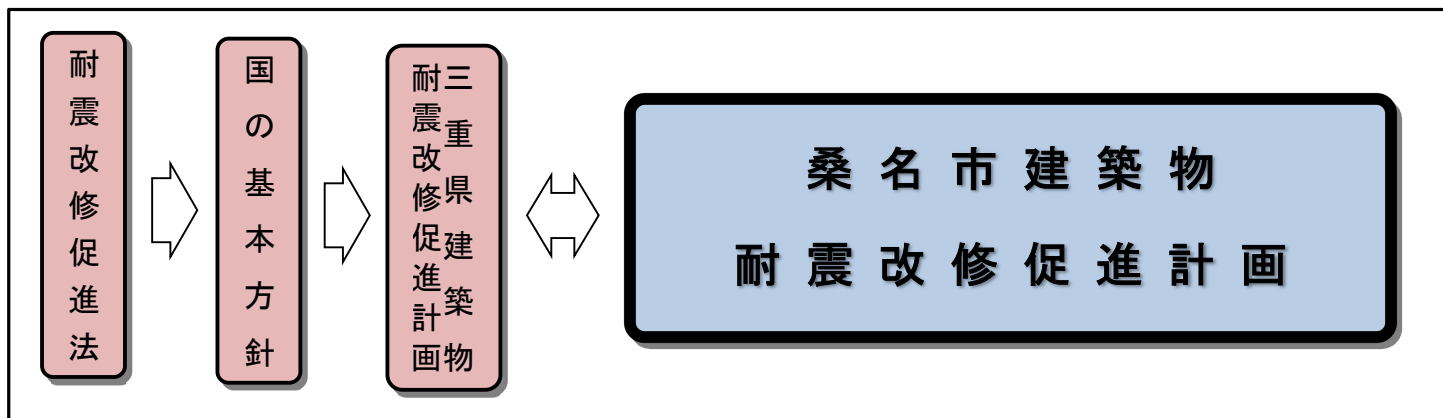 耐震改修促進法
国の基本方針
三重県建築物
耐震改修促進計画
桑名市建築物
耐震改修促進計画